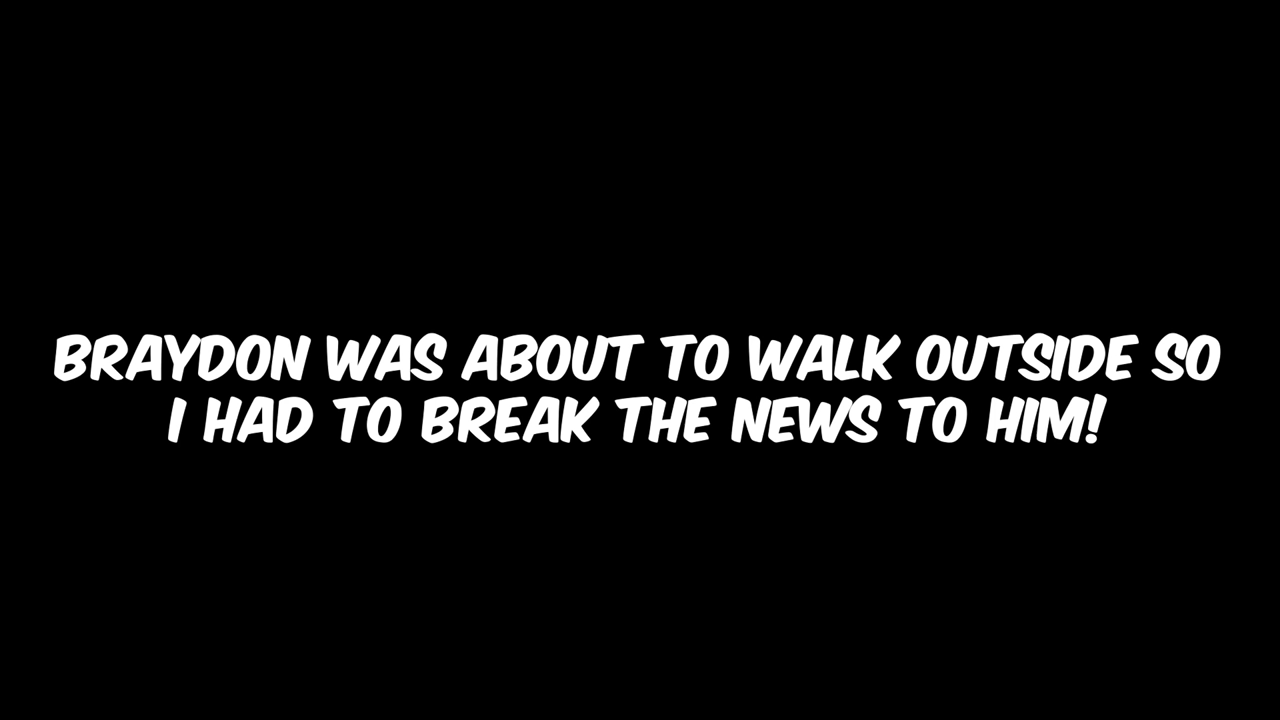 BRAYDON WAS ABOUT TO WALK OUTSIDE SO
I HAD TO BREAK THE NEWS TO HIM!